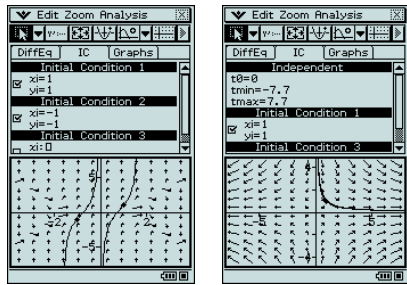 Edit Zoom Analysis
DiffEq IC Graphs
Initial Condition 1
xi=1
yi=1
Initial Condition 2
xi=-1
yi=-1
Initial Condition 3
xi:
5
-2
2
-5
Edit Zoom Analysis
DiffEq IC Graphs
Independent
t0=0
tmin=-7.7
tmax=7.7
Initial Condition 1
xi=1
yi=1
Initial Condition 3
4
-5
5
-4